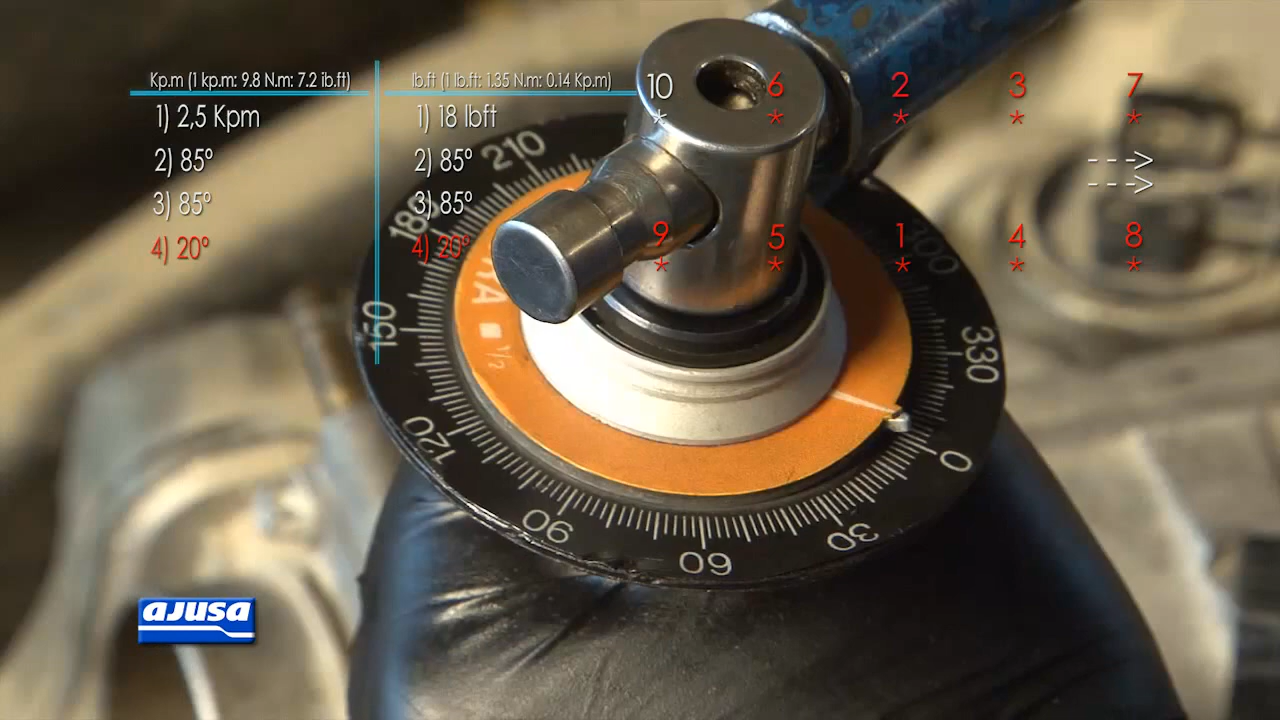 Kp.m (1 kp.m: 9.8 N.m: 7.2 lb.ft)
1) 2,5 Kpm
2) 85º
3) 85º
4) 20º
lb.ft (1 lb.ft: 1.35 N.m: 0.14 Kp.m)
1) 18 lbft
2) 85º
3) 85º
4) 20º
10 6 2 3 7
* * * * *
--->
--->
9 5 1 4 8
* * * * *
210
180
150
120
90
60
30
0
330
300
1/2
ajusa